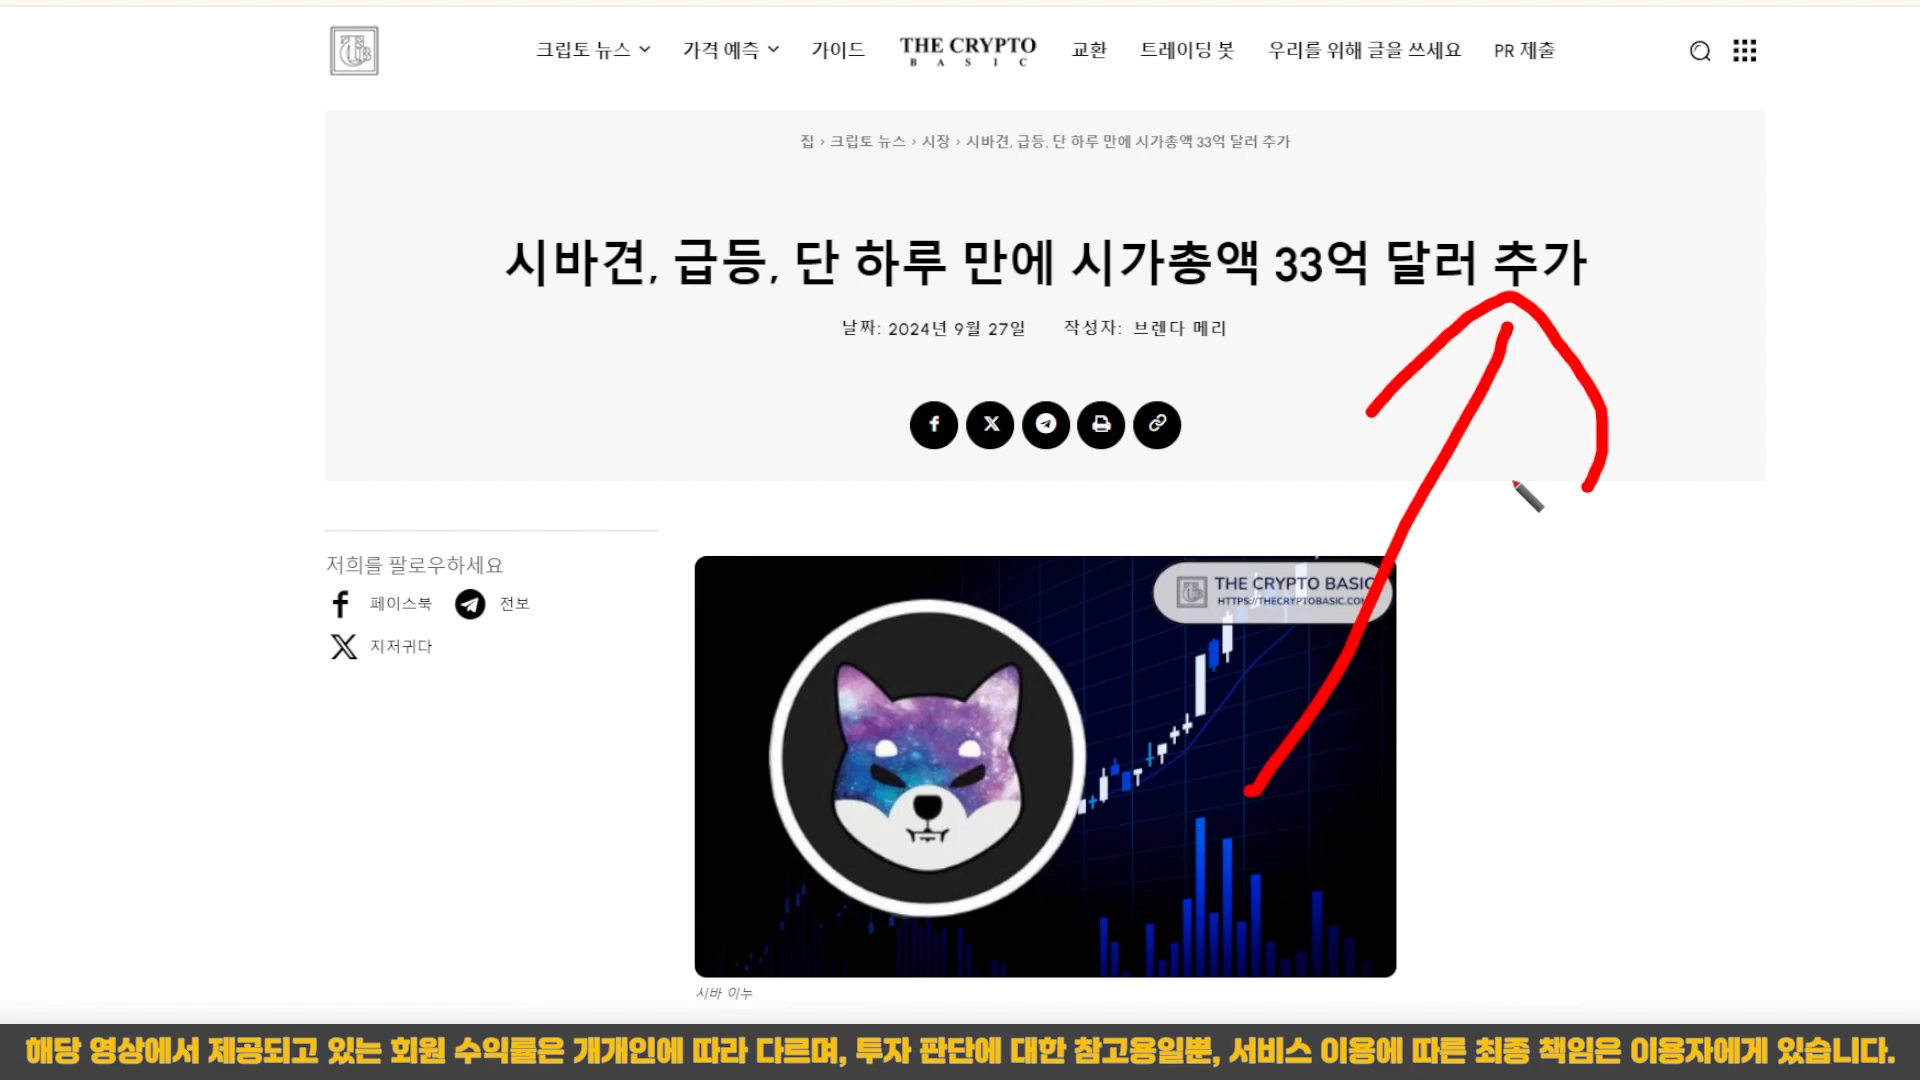 크립토 뉴스 가격 예측 가이드 THE CRYPTO BASIC 교환 트레이딩 봇 우리를 위해 글을 쓰세요 PR 제출
집 › 크립토 뉴스 › 시장 › 시바견, 급등, 단 하루 만에 시가총액 33억 달러 추가
시바견, 급등, 단 하루 만에 시가총액 33억 달러 추가
날짜: 2024년 9월 27일 작성자: 브렌다 메리
저희를 팔로우하세요
페이스북 전보
지저귀다
THE CRYPTO BASIC
HTTPS://THECRYPTOBASIC.COM
시바 이누
해당 영상에서 제공되고 있는 회원 수익률은 개개인에 따라 다르며, 투자 판단에 대한 참고용일뿐, 서비스 이용에 따른 최종 책임은 이용자에게 있습니다.